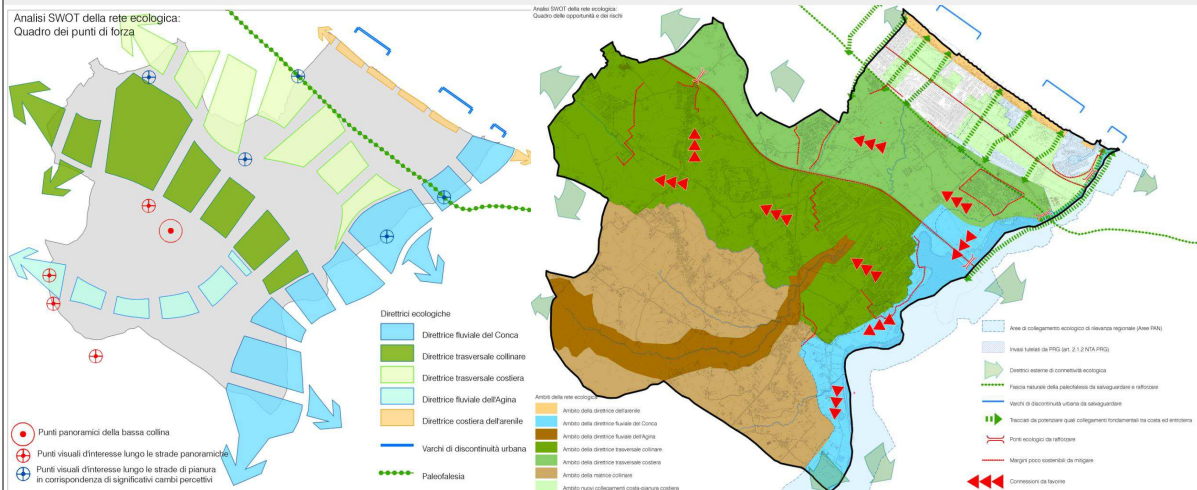 Analisi SWOT della rete ecologica:
Quadro dei punti di forza
Direttrici ecologiche
Direttrice fluviale del Conca
Direttrice trasversale collinare
Direttrice trasversale costiera
Direttrice fluviale dell'Agina
Direttrice costiera dell'arenile
Varchi di discontinuità urbana
Paleofalesia
Punti panoramici della bassa collina
Punti visuali d'interesse lungo le strade panoramiche
Punti visuali d'interesse lungo le strade di pianura
in corrispondenza di significativi cambi percettivi
Analisi SWOT della rete ecologica:
Quadro delle opportunità e dei rischi
Ambiti della rete ecologica
Ambito della direttrice dell'arenile
Ambito della direttrice fluviale del Conca
Ambito della direttrice fluviale dell'Agina
Ambito della direttrice trasversale collinare
Ambito della direttrice trasversale costiera
Ambito della matrice collinare
Ambito nuovi collegamenti costa-pianura costiera
Aree di collegamento ecologico di rilevanza regionale (Aree PAN)
Invasi tutelati da PRG (art. 2.1.2 NTA PRG)
Direttrici esterne di connettività ecologica
Fascia naturale della paleofalesia da salvaguardare e rafforzare
Varchi di discontinuità urbana da salvaguardare
Tracciati da potenziare quali collegamenti fondamentali tra costa ed entroterra
Ponti ecologici da rafforzare
Margini poco sostenibili da mitigare
Connessioni da favorire